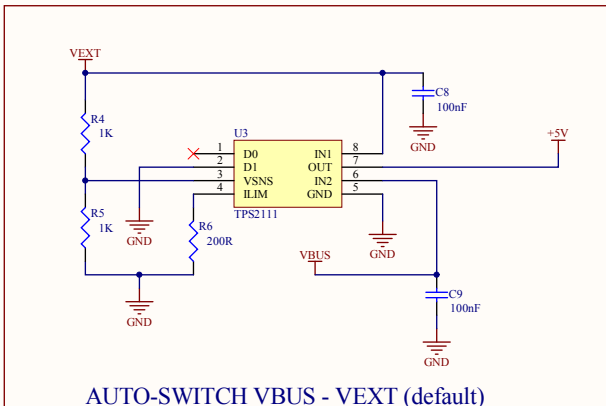 VEXT
C8
100nF
R4
1K
+5V
GND
U3
1 D0 IN1 8
2 D1 OUT 7
3 VSNS IN2 6
4 ILIM GND 5
TPS2111
R5
1K
R6
200R
GND
GND
VBUS
C9
100nF
GND
GND
AUTO-SWITCH VBUS - VEXT (default)